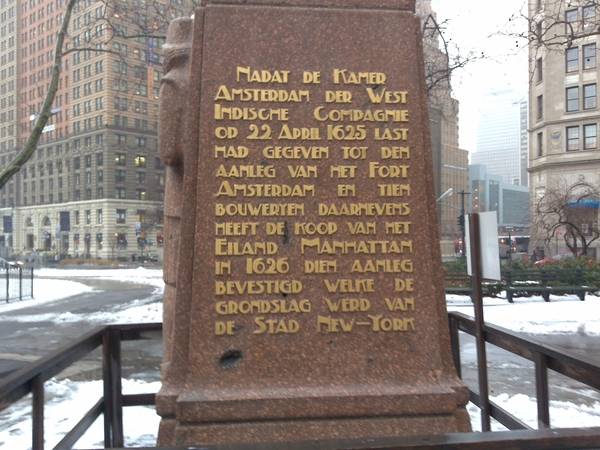 NADAT DE KAMER
AMSTERDAM DER WEST
INDISCHE COMPAGNIE
OP 22 APRIL 1625 LAST
HAD GEGEVEN TOT DEN
AANLEG VAN HET FORT
AMSTERDAM EN TIEN
BOUWERYEN DAARNEVENS
HEEFT DE KOOP VAN HET
EILAND MANHATTAN
IN 1626 DIEN AANLEG
BEVESTIGD WELKE DE
GRONDSLAG WERD VAN
DE STAD NEW-YORK